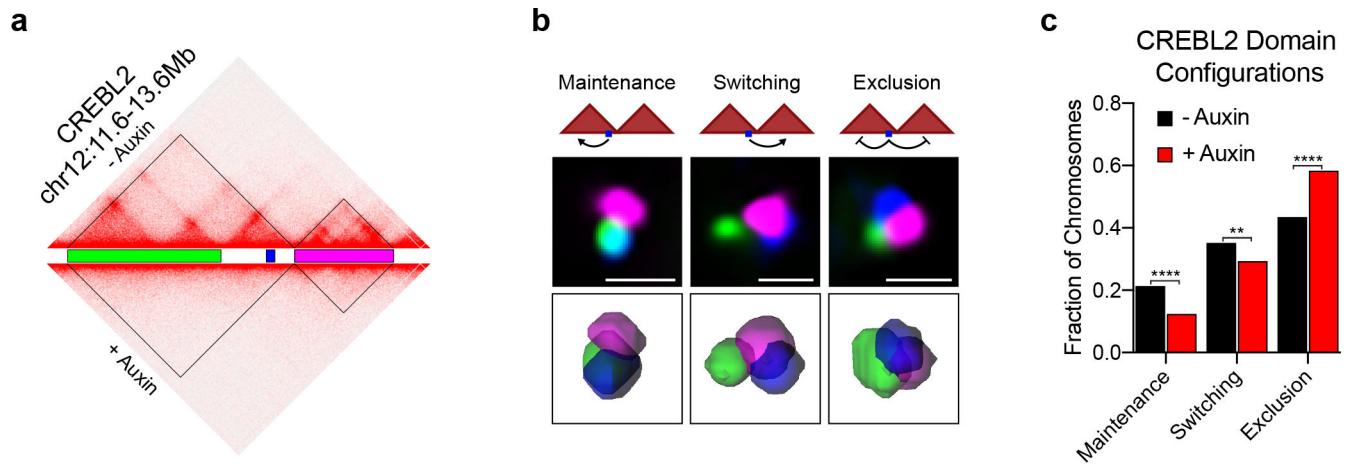 a
CREBL2
chr12:11.6-13.6Mb
- Auxin
+ Auxin
b
Maintenance
Switching
Exclusion
c
CREBL2 Domain
Configurations
Fraction of Chromosomes
0.8
0.6
0.4
0.2
0.0
- Auxin
+ Auxin
****
**
****
Maintenance
Switching
Exclusion